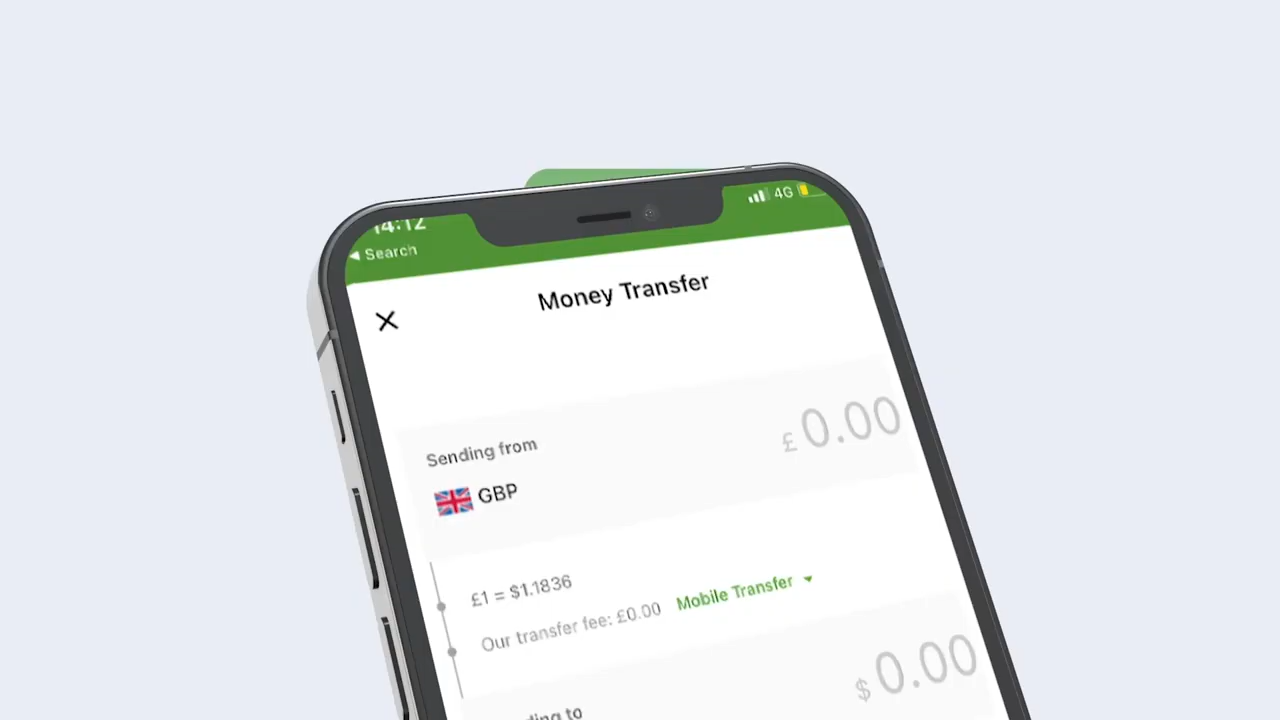 14:12
4G
◀ Search
Money Transfer
Sending from
£ 0.00
GBP
£1 = $1.1836
Our transfer fee: £0.00 Mobile Transfer
$ 0.00
to